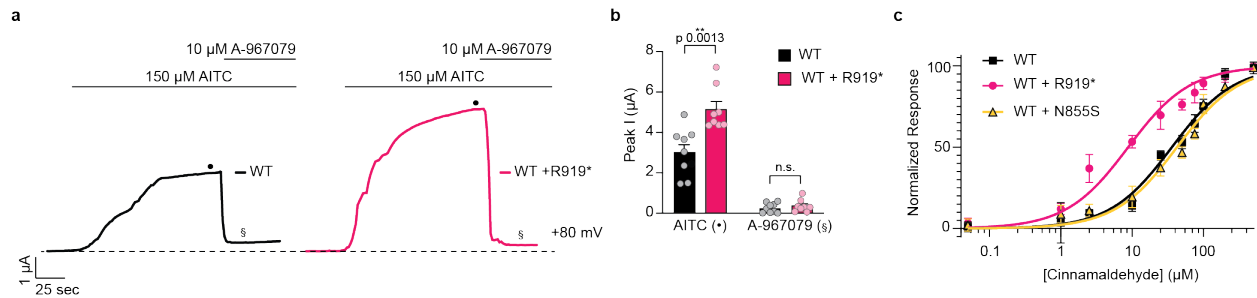 a
10 μM A-967079
150 μM AITC
WT
§
1 μA
25 sec
10 μM A-967079
150 μM AITC
WT +R919*
§
+80 mV
b
**
p 0.0013
WT
WT + R919*
n.s.
Peak I (μA)
8
6
4
2
0
AITC (•)
A-967079 (§)
c
WT
WT + R919*
WT + N855S
Normalized Response
100
50
0
0.1
1
10
100
[Cinnamaldehyde] (μM)